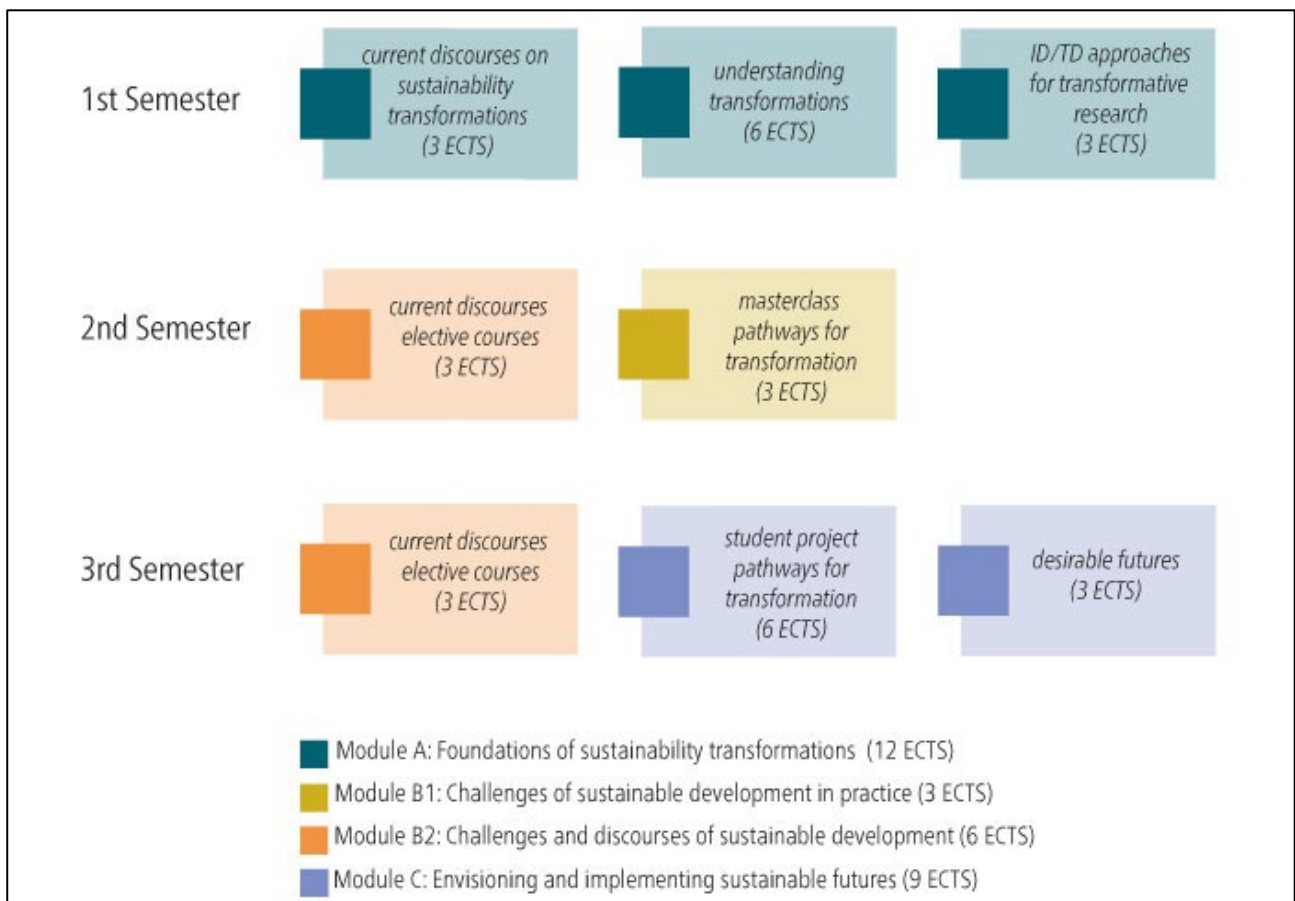 1st Semester
current discourses on
sustainability
transformations
(3 ECTS)
understanding
transformations
(6 ECTS)
ID/TD approaches
for transformative
research
(3 ECTS)
2nd Semester
current discourses
elective courses
(3 ECTS)
masterclass
pathways for
transformation
(3 ECTS)
3rd Semester
current discourses
elective courses
(3 ECTS)
student project
pathways for
transformation
(6 ECTS)
desirable futures
(3 ECTS)
Module A: Foundations of sustainability transformations (12 ECTS)
Module B1: Challenges of sustainable development in practice (3 ECTS)
Module B2: Challenges and discourses of sustainable development (6 ECTS)
Module C: Envisioning and implementing sustainable futures (9 ECTS)